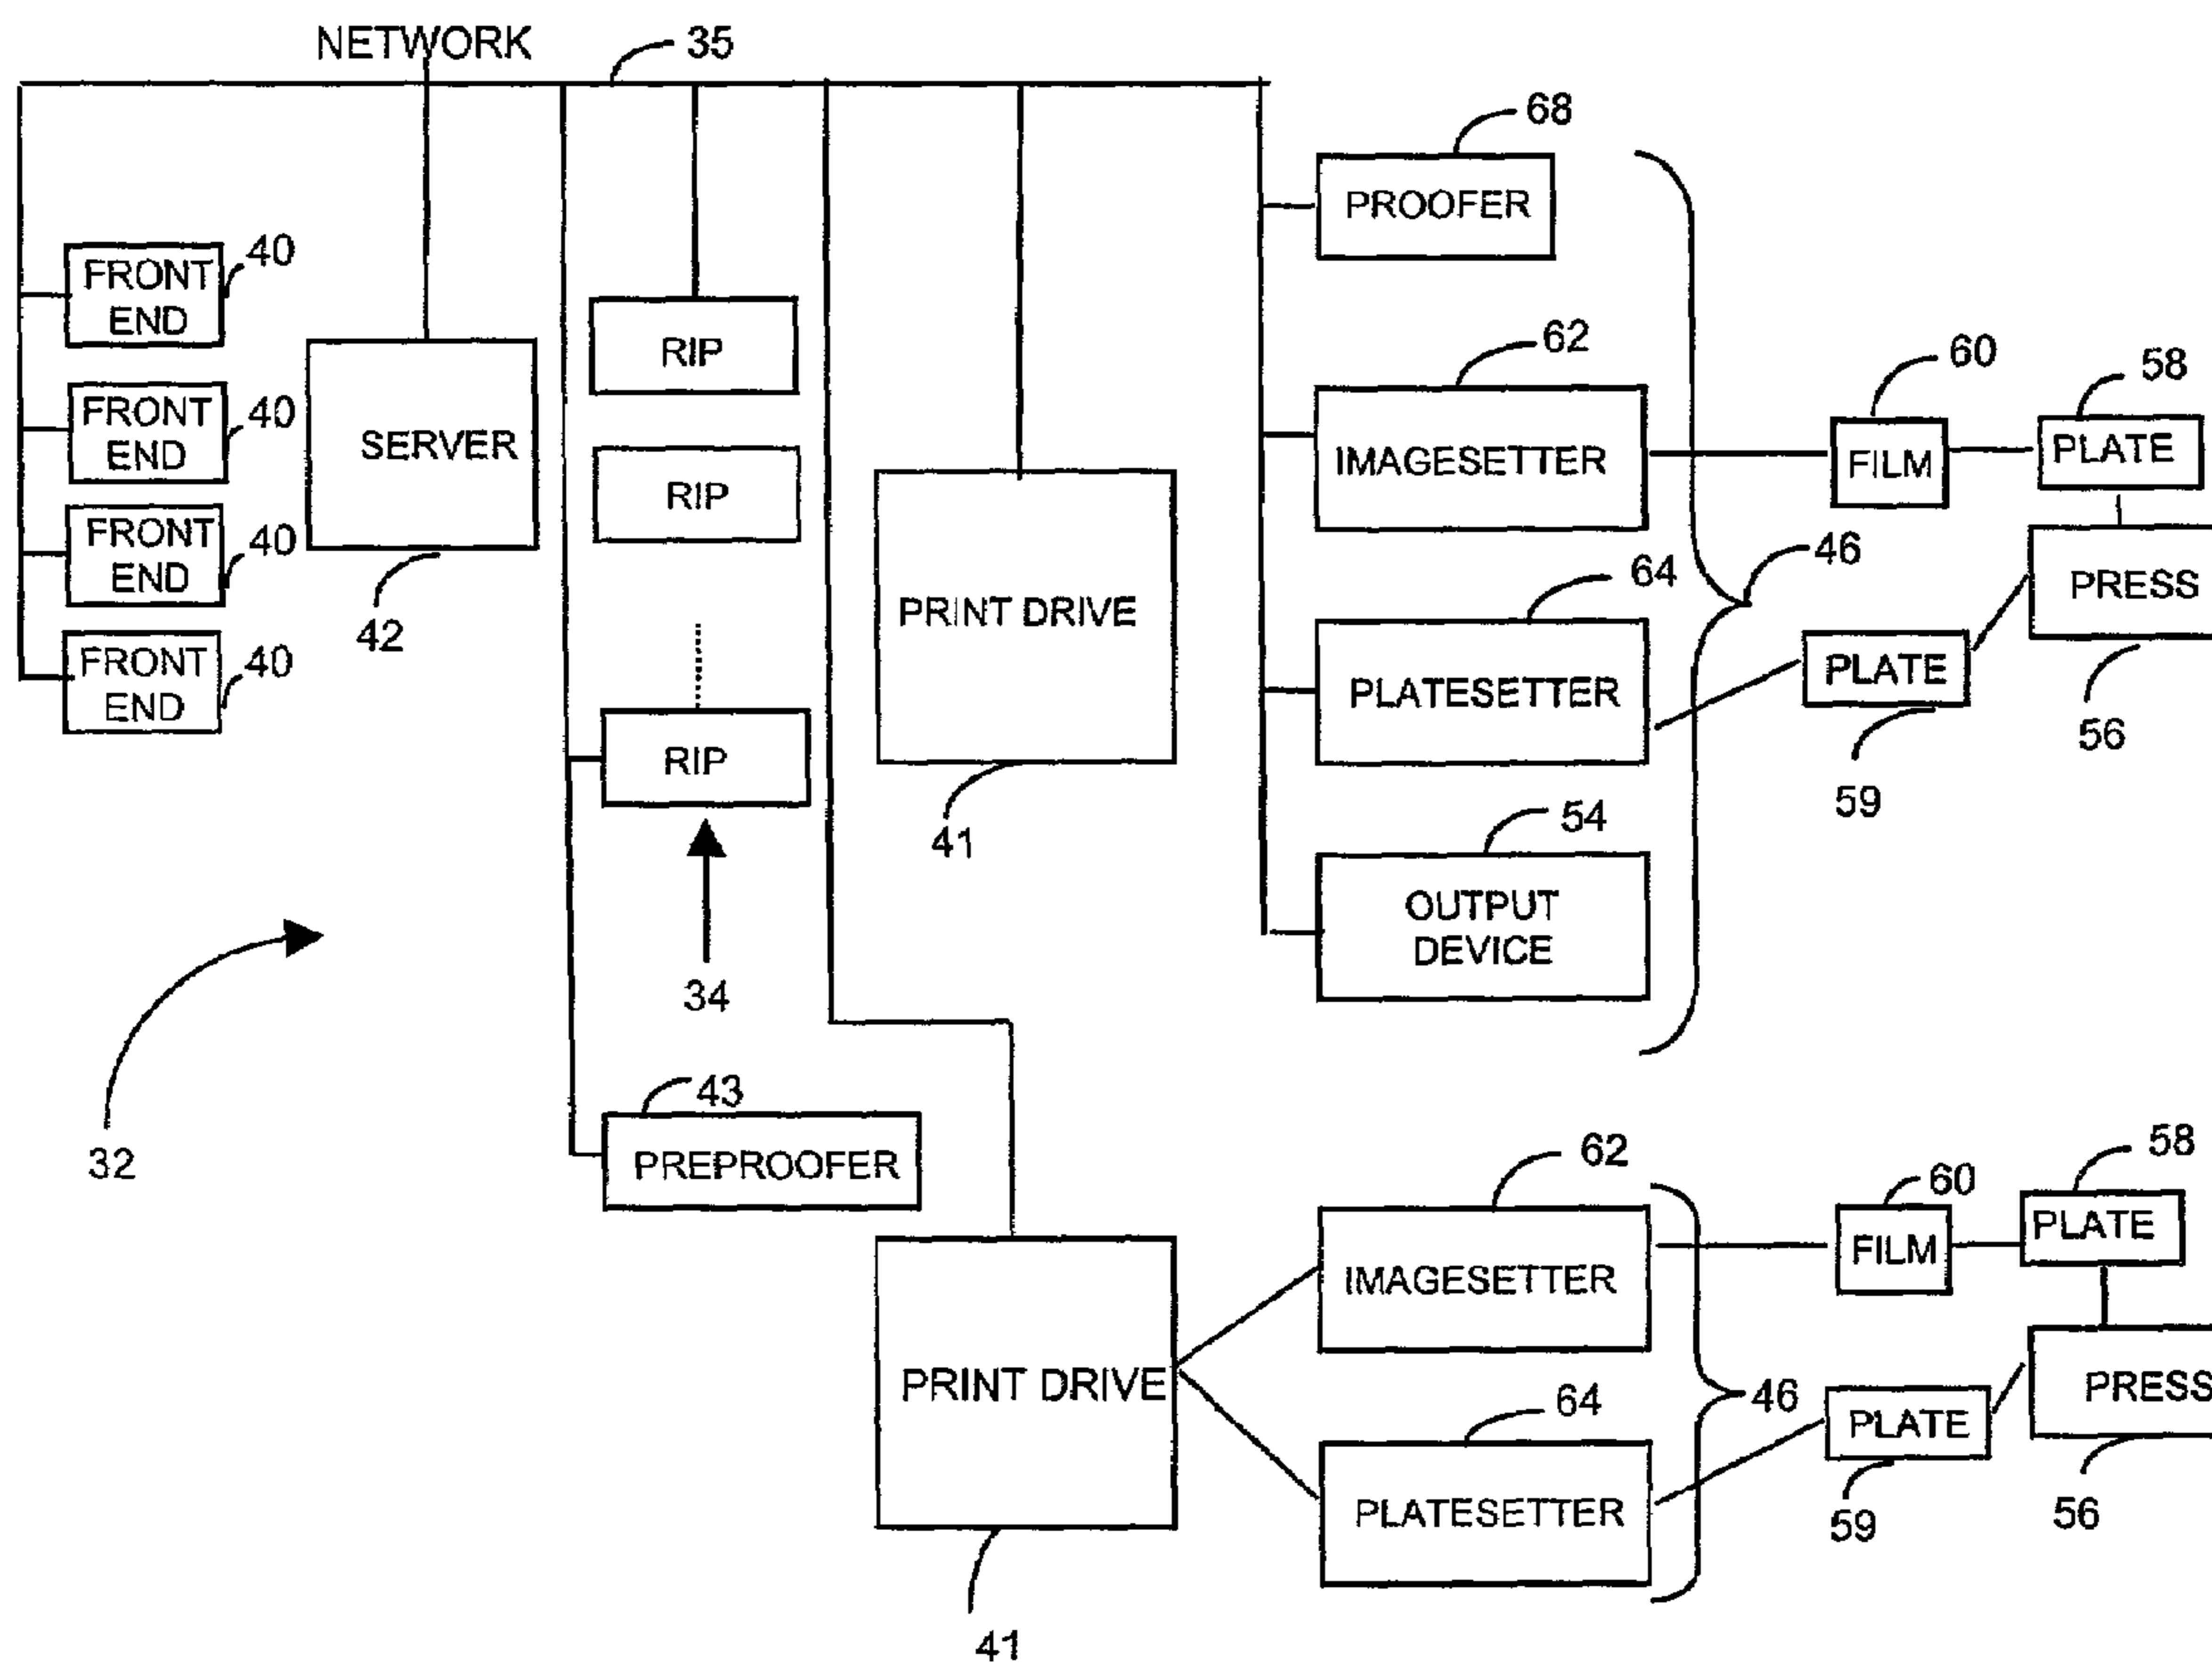 NETWORK
35
68
PROOFER
40
FRONT
END
62
60
58
RIP
40
FRONT
END
SERVER
IMAGESETTER
FILM
PLATE
RIP
40
FRONT
END
46
64
PRESS
PRINT DRIVE
42
40
FRONT
END
PLATESETTER
PLATE
56
RIP
59
54
41
OUTPUT
DEVICE
34
43
32
PREPROOFER
62
60
58
PLATE
IMAGESETTER
FILM
PRINT DRIVE
PRESS
64
46
PLATE
PLATESETTER
59
56
41